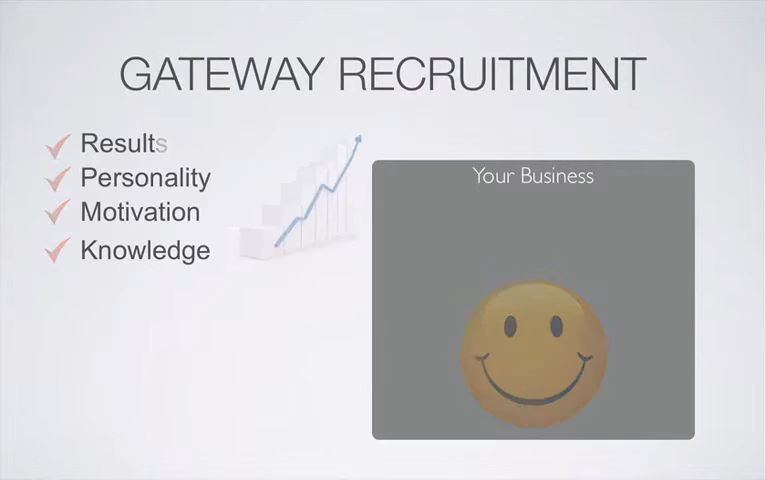 GATEWAY RECRUITMENT
Results
Personality
Motivation
Knowledge
Your Business